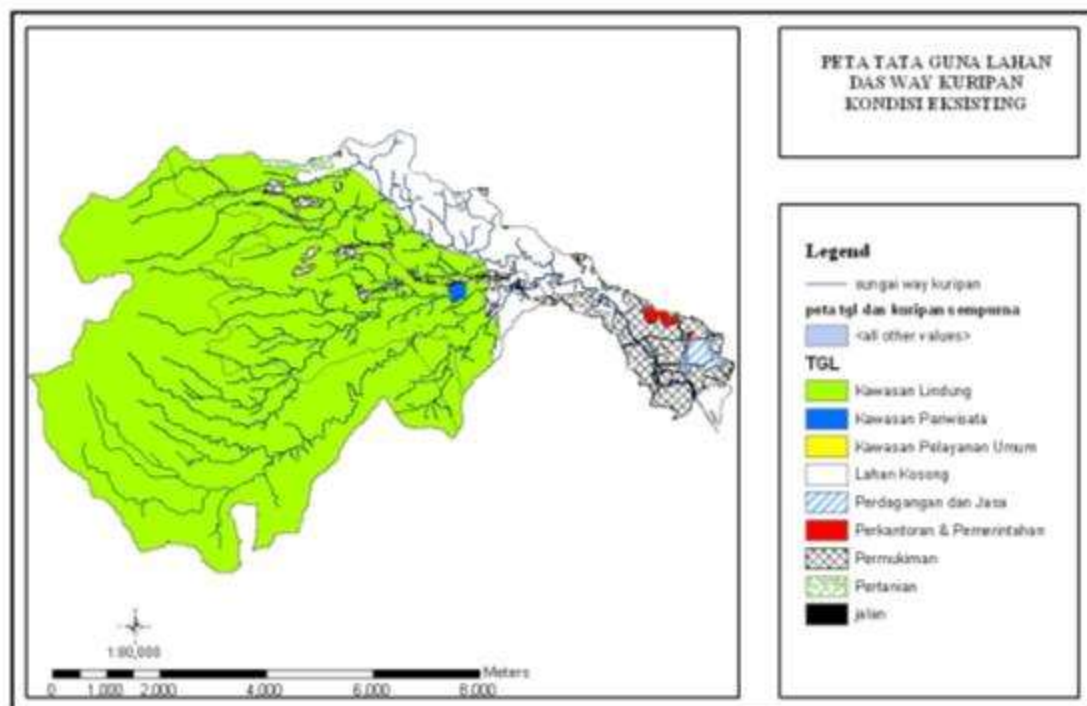 PETA TATA GUNA LAHAN
DAS WAY KURIPAN
KONDISI EKSISTING
Legend
sungai way kuripan
peta tgl dan kuripan sempurna
<all other values>
TGL
Kawasan Lindung
Kawasan Pariwisata
Kawasan Pelayanan Umum
Lahan Kosong
Perdagangan dan Jasa
Perkantoran & Pemerintahan
Permukiman
Pertanian
jalan
1:80,000
Meters
0 1,000 2,000 4,000 6,000 8,000